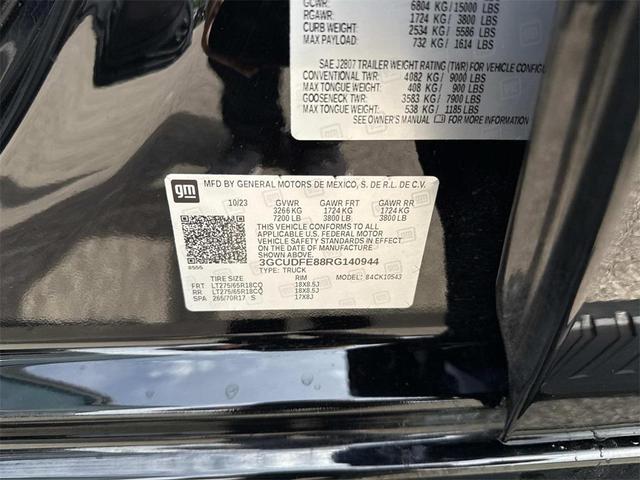 GCWR: 6804 KG/15000 LBS
RGAWR: 1724 KG / 3800 LBS
CURB WEIGHT: 2534 KG / 5586 LBS
MAX PAYLOAD: 732 KG / 1614 LBS
SAE J2807 TRAILER WEIGHT RATING (TWR) FOR VEHICLE CONFIGU
CONVENTIONAL TWR: 4082 KG/ 9000 LBS
MAX TONGUE WEIGHT: 408 KG/ 900 LBS
GOOSENECK TWR: 3583 KG/ 7900 LBS
MAX TONGUE WEIGHT: 538 KG/ 1185 LBS
SEE OWNER'S MANUAL FOR MORE INFORMATION
gm MFD BY GENERAL MOTORS DE MEXICO, S. DE R.L. DE C.V.
10/23 GVWR GAWR FRT GAWR RR
3266 KG 1724 KG 1724 KG
7200 LB 3800 LB 3800 LB
THIS VEHICLE CONFORMS TO ALL
APPLICABLE U.S. FEDERAL MOTOR
VEHICLE SAFETY STANDARDS IN
EFFECT ON THE DATE OF
MANUFACTURE SHOWN ABOVE.
3GCUDFE88RG140944
TYPE: TRUCK MODEL: 84CK10543
TIRE SIZE RIM
FRT LT275/65R18CQ 18X8.5J
RR LT275/65R18CQ 18X8.5J
SPA 265/70R17 S 17X8J